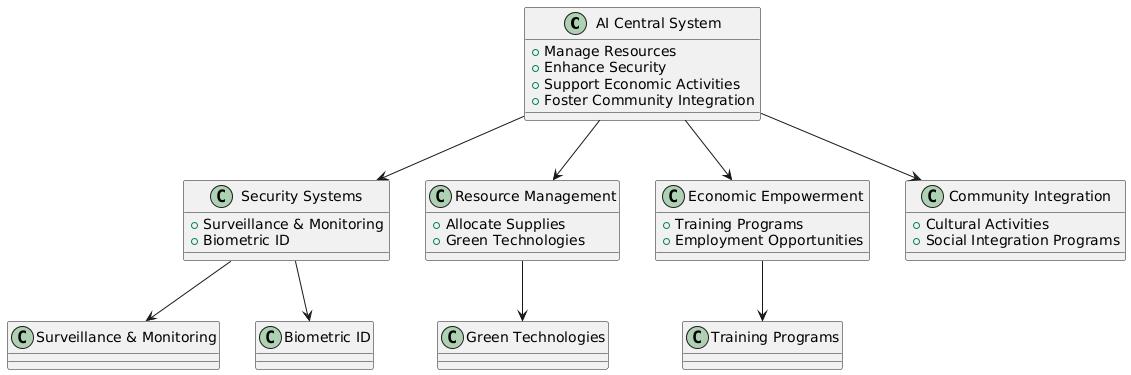 C AI Central System
Manage Resources
Enhance Security
Support Economic Activities
Foster Community Integration
C Security Systems
Surveillance & Monitoring
Biometric ID
C Resource Management
Allocate Supplies
Green Technologies
C Economic Empowerment
Training Programs
Employment Opportunities
C Community Integration
Cultural Activities
Social Integration Programs
C Surveillance & Monitoring
C Biometric ID
C Green Technologies
C Training Programs